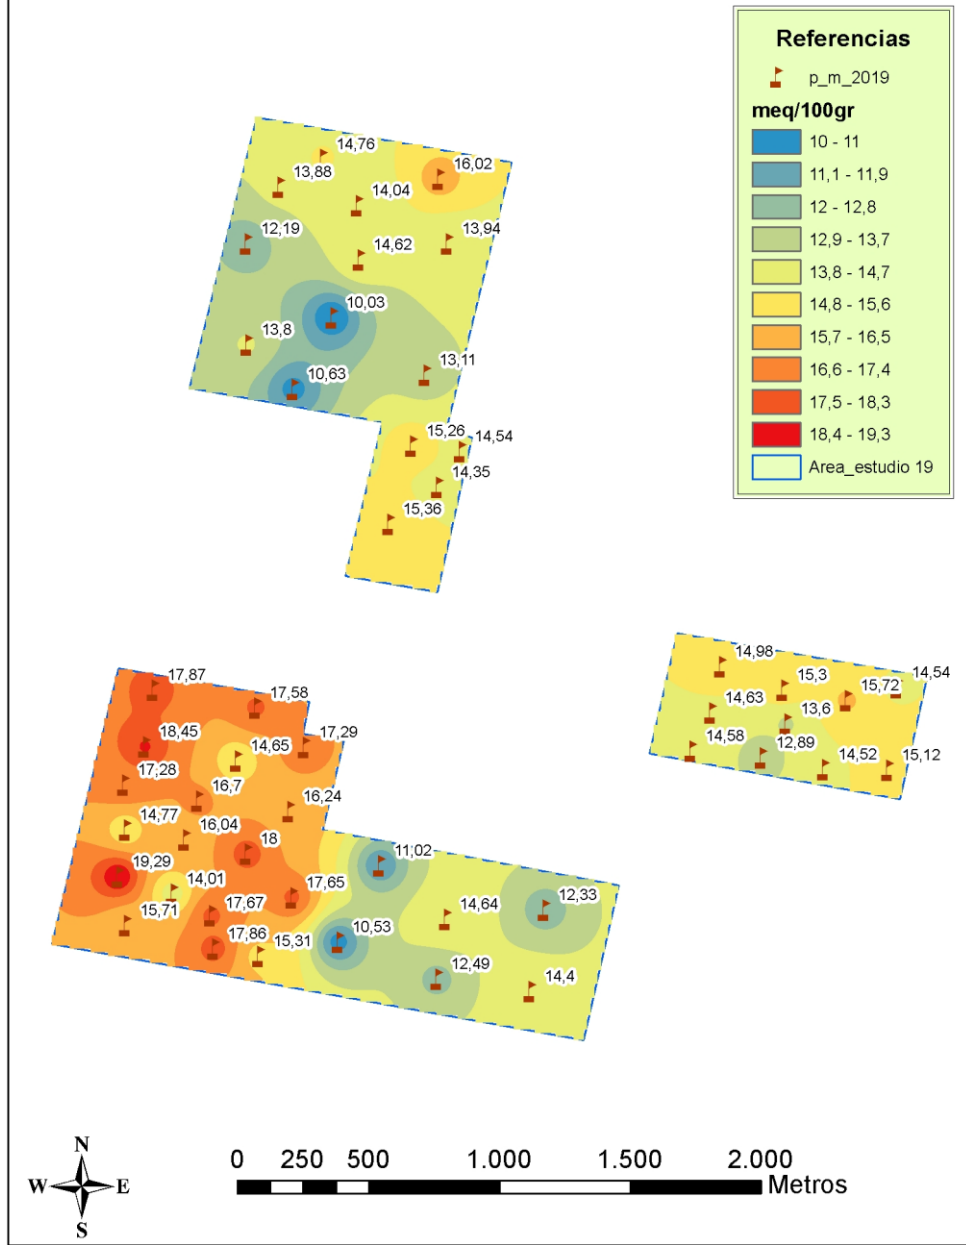 Referencias
p_m_2019
meq/100gr
10 - 11
11,1 - 11,9
12 - 12,8
12,9 - 13,7
13,8 - 14,7
14,8 - 15,6
15,7 - 16,5
16,6 - 17,4
17,5 - 18,3
18,4 - 19,3
Area_estudio 19
14,76
16,02
13,88
14,04
12,19
13,94
14,62
10,03
13,8
13,11
10,63
15,26
14,54
14,35
15,36
14,98
15,3
14,54
15,72
14,63
13,6
14,58
12,89
14,52
15,12
17,87
17,58
18,45
17,29
14,65
17,28
16,7
16,24
14,77
16,04
18
19,29
14,01
17,65
15,71
17,67
17,86
15,31
11,02
12,33
14,64
10,53
12,49
14,4
N
W E
S
0 250 500 1.000 1.500 2.000
Metros